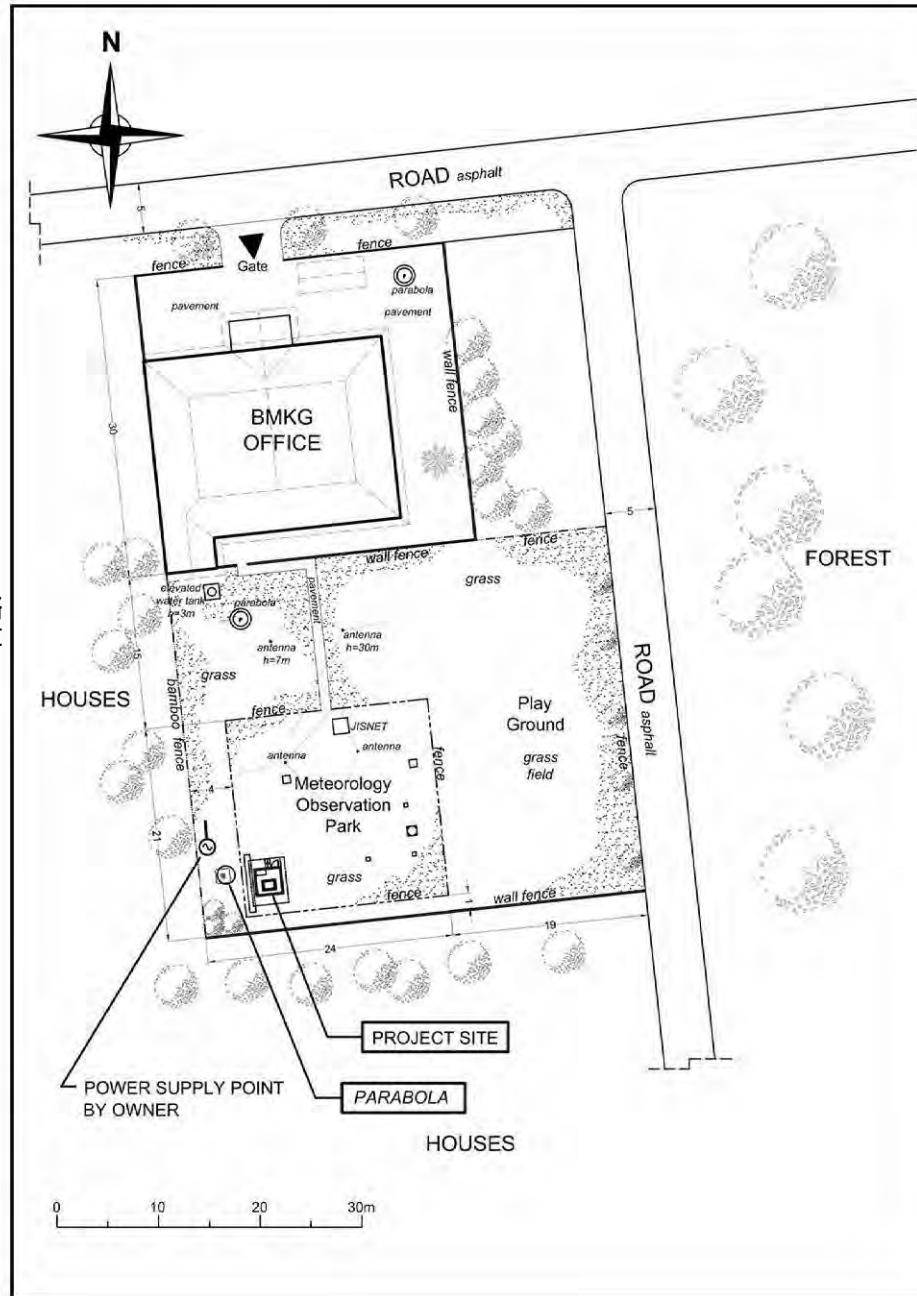 N
ROAD asphalt
5
fence
fence
Gate
parabola
pavement
pavement
wall fence
BMKG
OFFICE
30
5
fence
FOREST
wall fence
grass
elevated
water tank
h=3m
pavement
parabola
antenna
h=7m
antenna
h=30m
15
ROAD asphalt
grass
HOUSES
bamboo fence
Play
Ground
fence
fence
JISNET
antenna
antenna
fence
grass
field
Meteorology
Observation
Park
4
fence
21
grass
fence
1
wall fence
24
19
PROJECT SITE
POWER SUPPLY POINT
BY OWNER
PARABOLA
HOUSES
0 10 20 30m